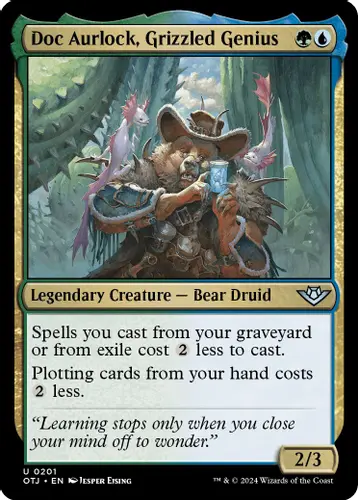 Doc Aurlock, Grizzled Genius
Legendary Creature — Bear Druid
Spells you cast from your graveyard
or from exile cost 2 less to cast.
Plotting cards from your hand costs
2 less.
“Learning stops only when you close
your mind off to wonder.”
2/3
U 0201
OTJ • EN JESPER EISING
™ & © 2024 Wizards of the Coast